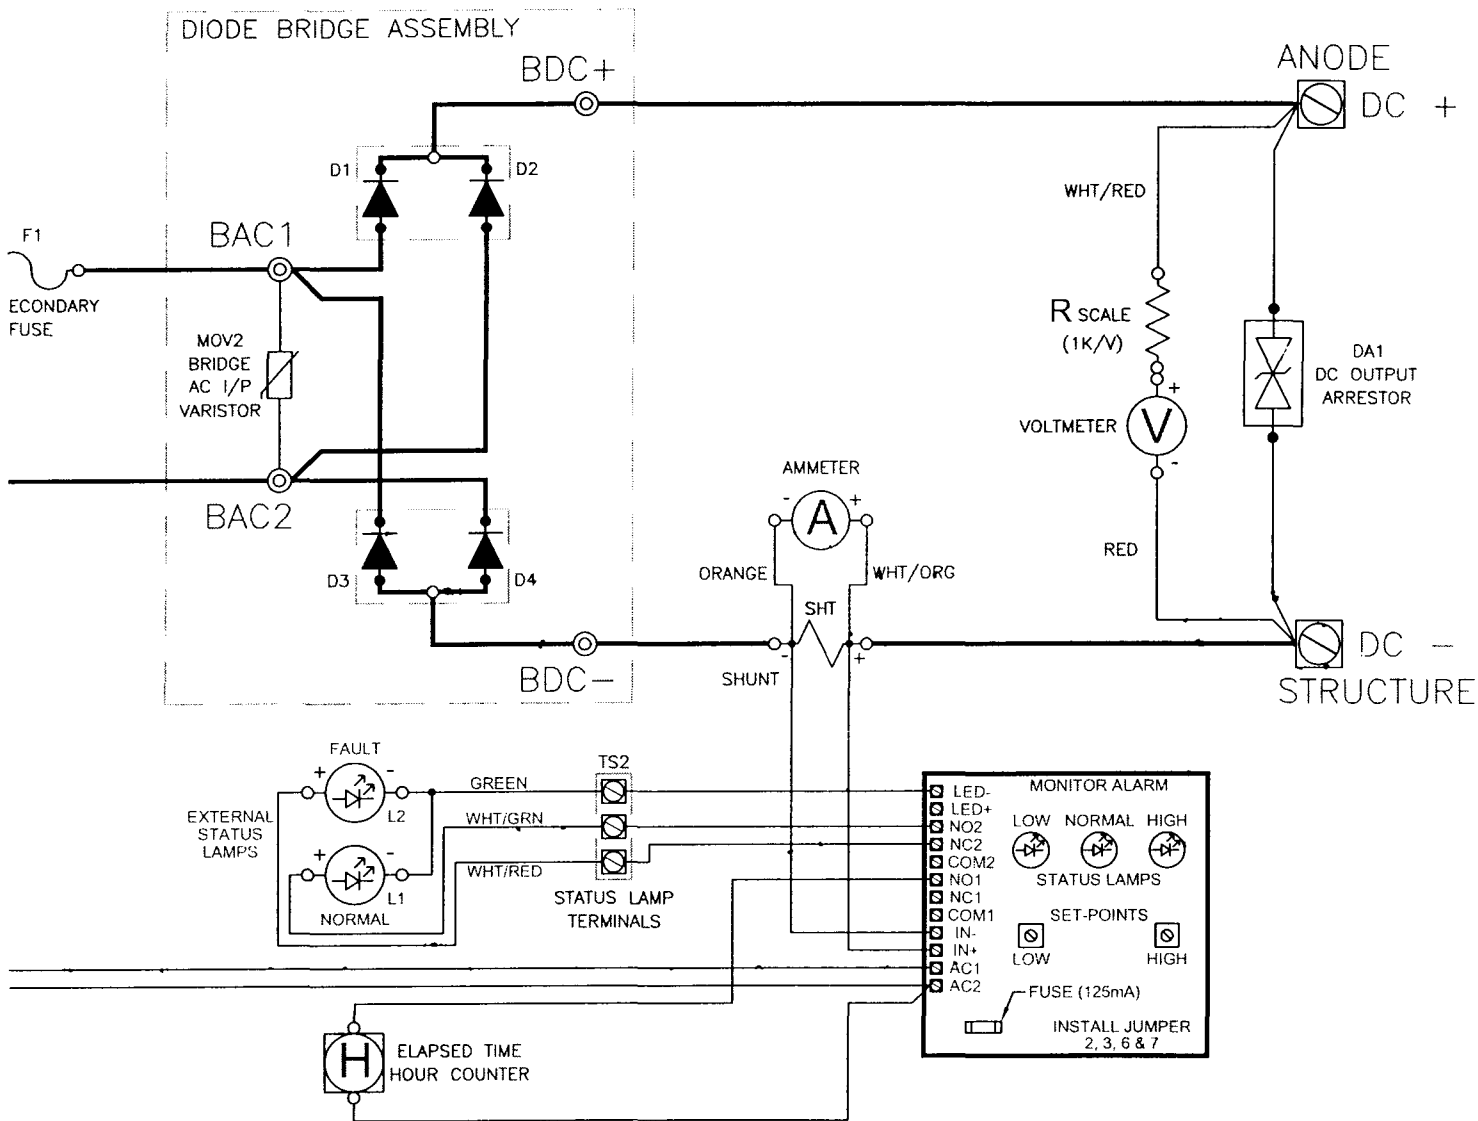 DIODE BRIDGE ASSEMBLY
BDC+
ANODE
DC +
D1
D2
WHT/RED
F1
BAC1
ECONDARY
FUSE
MOV2
BRIDGE
AC I/P
VARISTOR
R SCALE
(1K/V)
DA1
DC OUTPUT
ARRESTOR
+
VOLTMETER
V
-
BAC2
AMMETER
- A +
ORANGE
WHT/ORG
RED
D3
D4
SHT
- +
SHUNT
BDC-
DC -
STRUCTURE
FAULT
+ -
L2
EXTERNAL
STATUS
LAMPS
+ -
L1
NORMAL
GREEN
WHT/GRN
WHT/RED
TS2
STATUS LAMP
TERMINALS
MONITOR ALARM
LED-
LED+
NO2
NC2
COM2
NO1
NC1
COM1
IN-
IN+
AC1
AC2
LOW NORMAL HIGH
STATUS LAMPS
SET-POINTS
LOW HIGH
FUSE (125mA)
INSTALL JUMPER
2, 3, 6 & 7
H
ELAPSED TIME
HOUR COUNTER